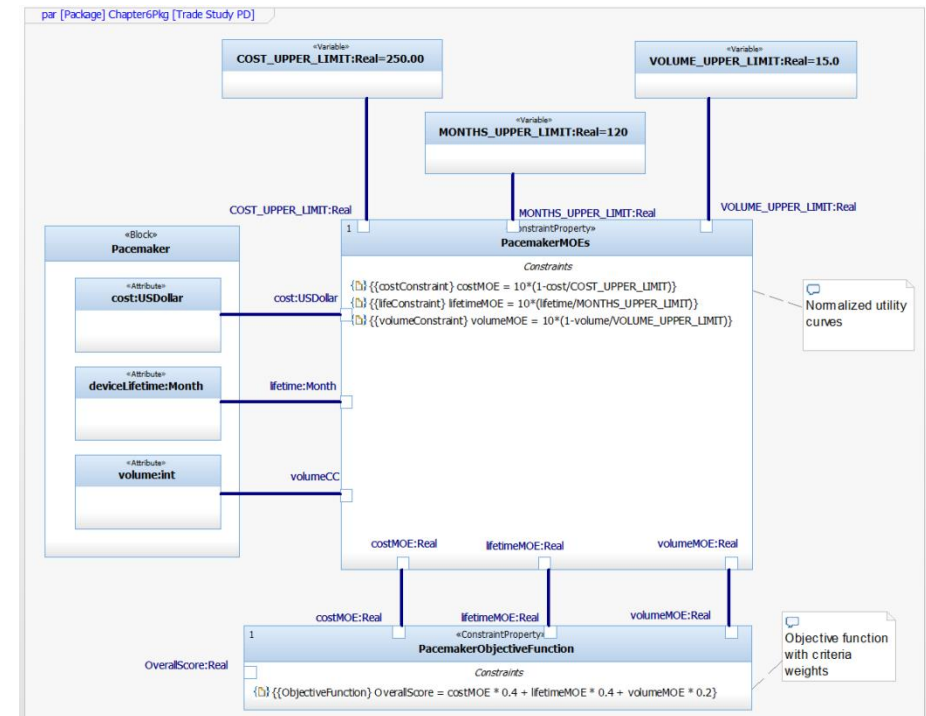 par [Package] Chapter6Pkg [Trade Study PD]
«Variable»
COST_UPPER_LIMIT:Real=250.00
«Variable»
VOLUME_UPPER_LIMIT:Real=15.0
«Variable»
MONTHS_UPPER_LIMIT:Real=120
COST_UPPER_LIMIT:Real
MONTHS_UPPER_LIMIT:Real
VOLUME_UPPER_LIMIT:Real
«Block»
Pacemaker
1
onstraintProperty»
PacemakerMOEs
Constraints
{{costConstraint} costMOE = 10*(1-cost/COST_UPPER_LIMIT)}
{{lifeConstraint} lifetimeMOE = 10*(lifetime/MONTHS_UPPER_LIMIT)}
{{volumeConstraint} volumeMOE = 10*(1-volume/VOLUME_UPPER_LIMIT)}
Normalized utility
curves
«Attribute»
cost:USDollar
cost:USDollar
«Attribute»
deviceLifetime:Month
lifetime:Month
«Attribute»
volume:int
volumeCC
costMOE:Real
lifetimeMOE:Real
volumeMOE:Real
costMOE:Real
lifetimeMOE:Real
volumeMOE:Real
1
«ConstraintProperty»
PacemakerObjectiveFunction
OverallScore:Real
Constraints
{{ObjectiveFunction} OverallScore = costMOE * 0.4 + lifetimeMOE * 0.4 + volumeMOE * 0.2}
Objective function
with criteria
weights